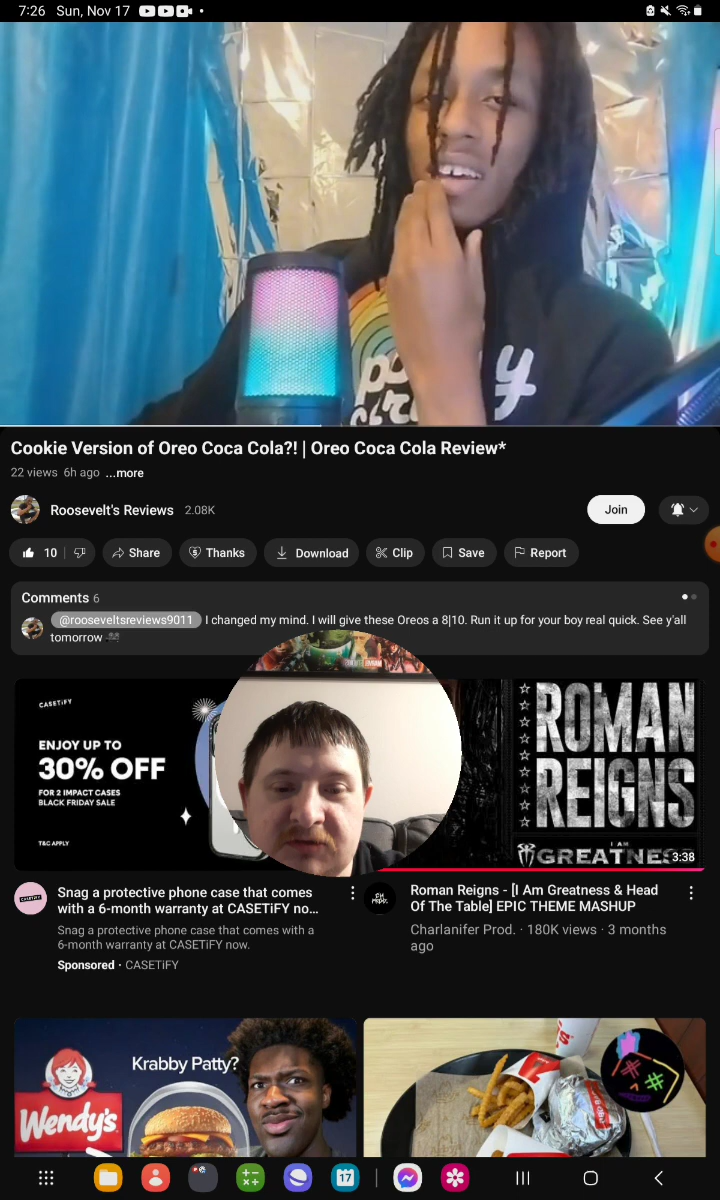 7:26 Sun, Nov 17
Cookie Version of Oreo Coca Cola?! | Oreo Coca Cola Review*
22 views 6h ago ...more
Roosevelt's Reviews 2.08K
Join
10
Share
Thanks
Download
Clip
Save
Report
Comments 6
@rooseveltsreviews9011 I changed my mind. I will give these Oreos a 8|10. Run it up for your boy real quick. See y'all
tomorrow
CASETiFY
ENJOY UP TO
30% OFF
FOR 2 IMPACT CASES
BLACK FRIDAY SALE
T&C APPLY
ROMAN
REIGNS
I AM
GREATNES
3:38
Snag a protective phone case that comes
with a 6-month warranty at CASETiFY no...
Snag a protective phone case that comes with a
6-month warranty at CASETiFY now.
Sponsored · CASETiFY
Roman Reigns - [I Am Greatness & Head
Of The Table] EPIC THEME MASHUP
Charlanifer Prod. · 180K views · 3 months
ago
Krabby Patty?
Wendy's
17